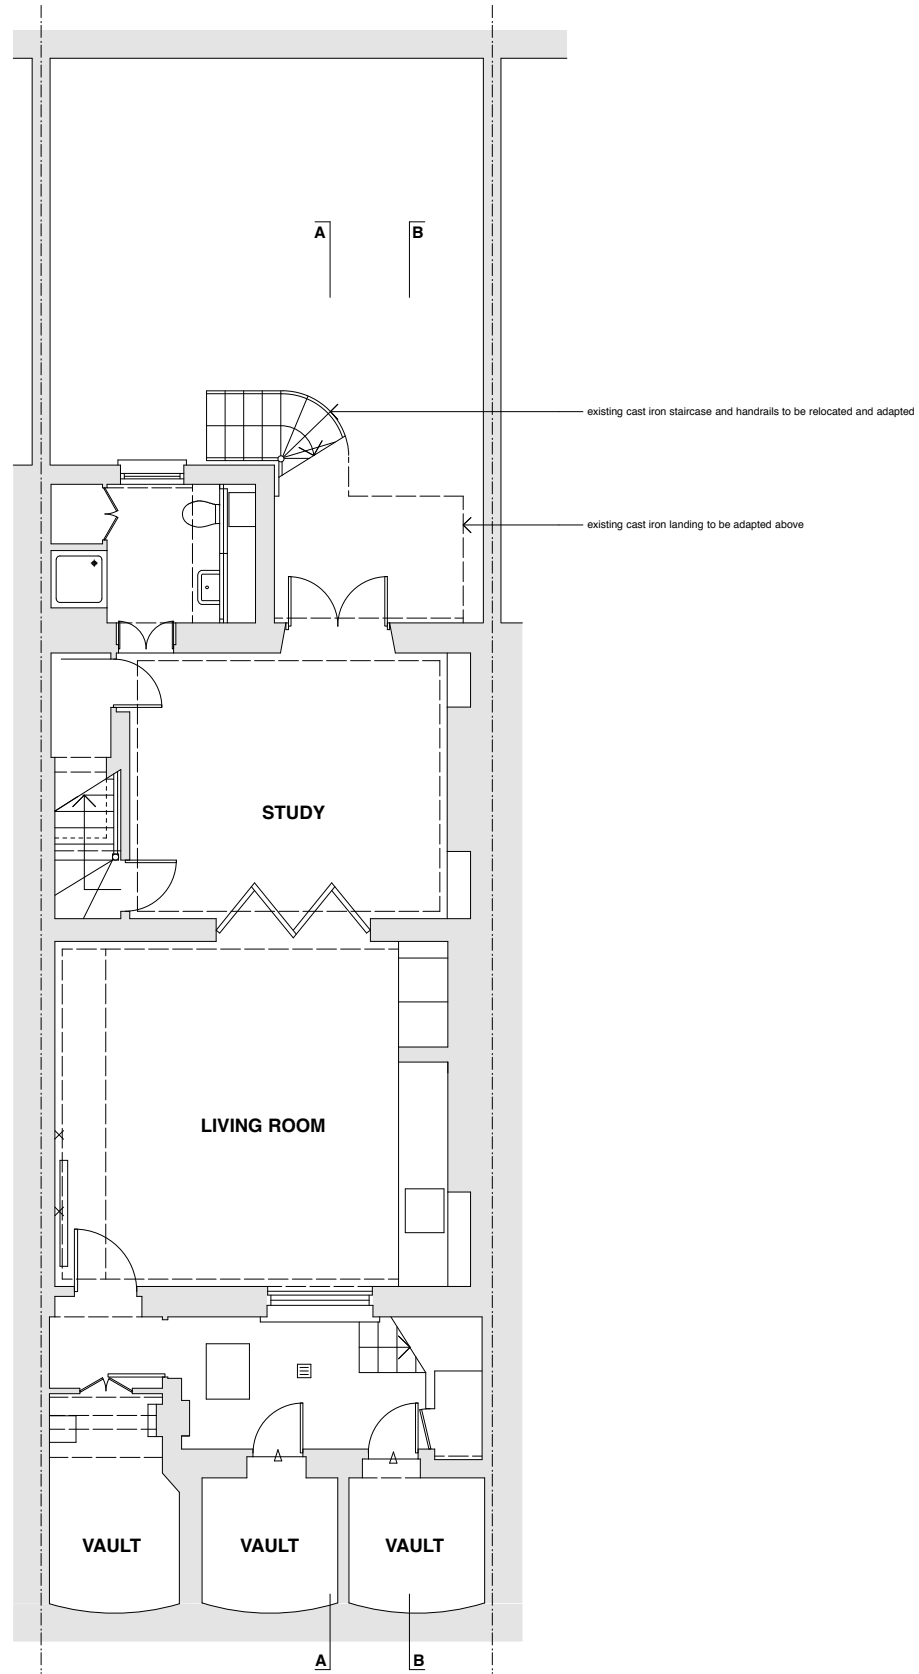 A B
existing cast iron staircase and handrails to be relocated and adapted
existing cast iron landing to be adapted above
STUDY
LIVING ROOM
VAULT VAULT VAULT
A B